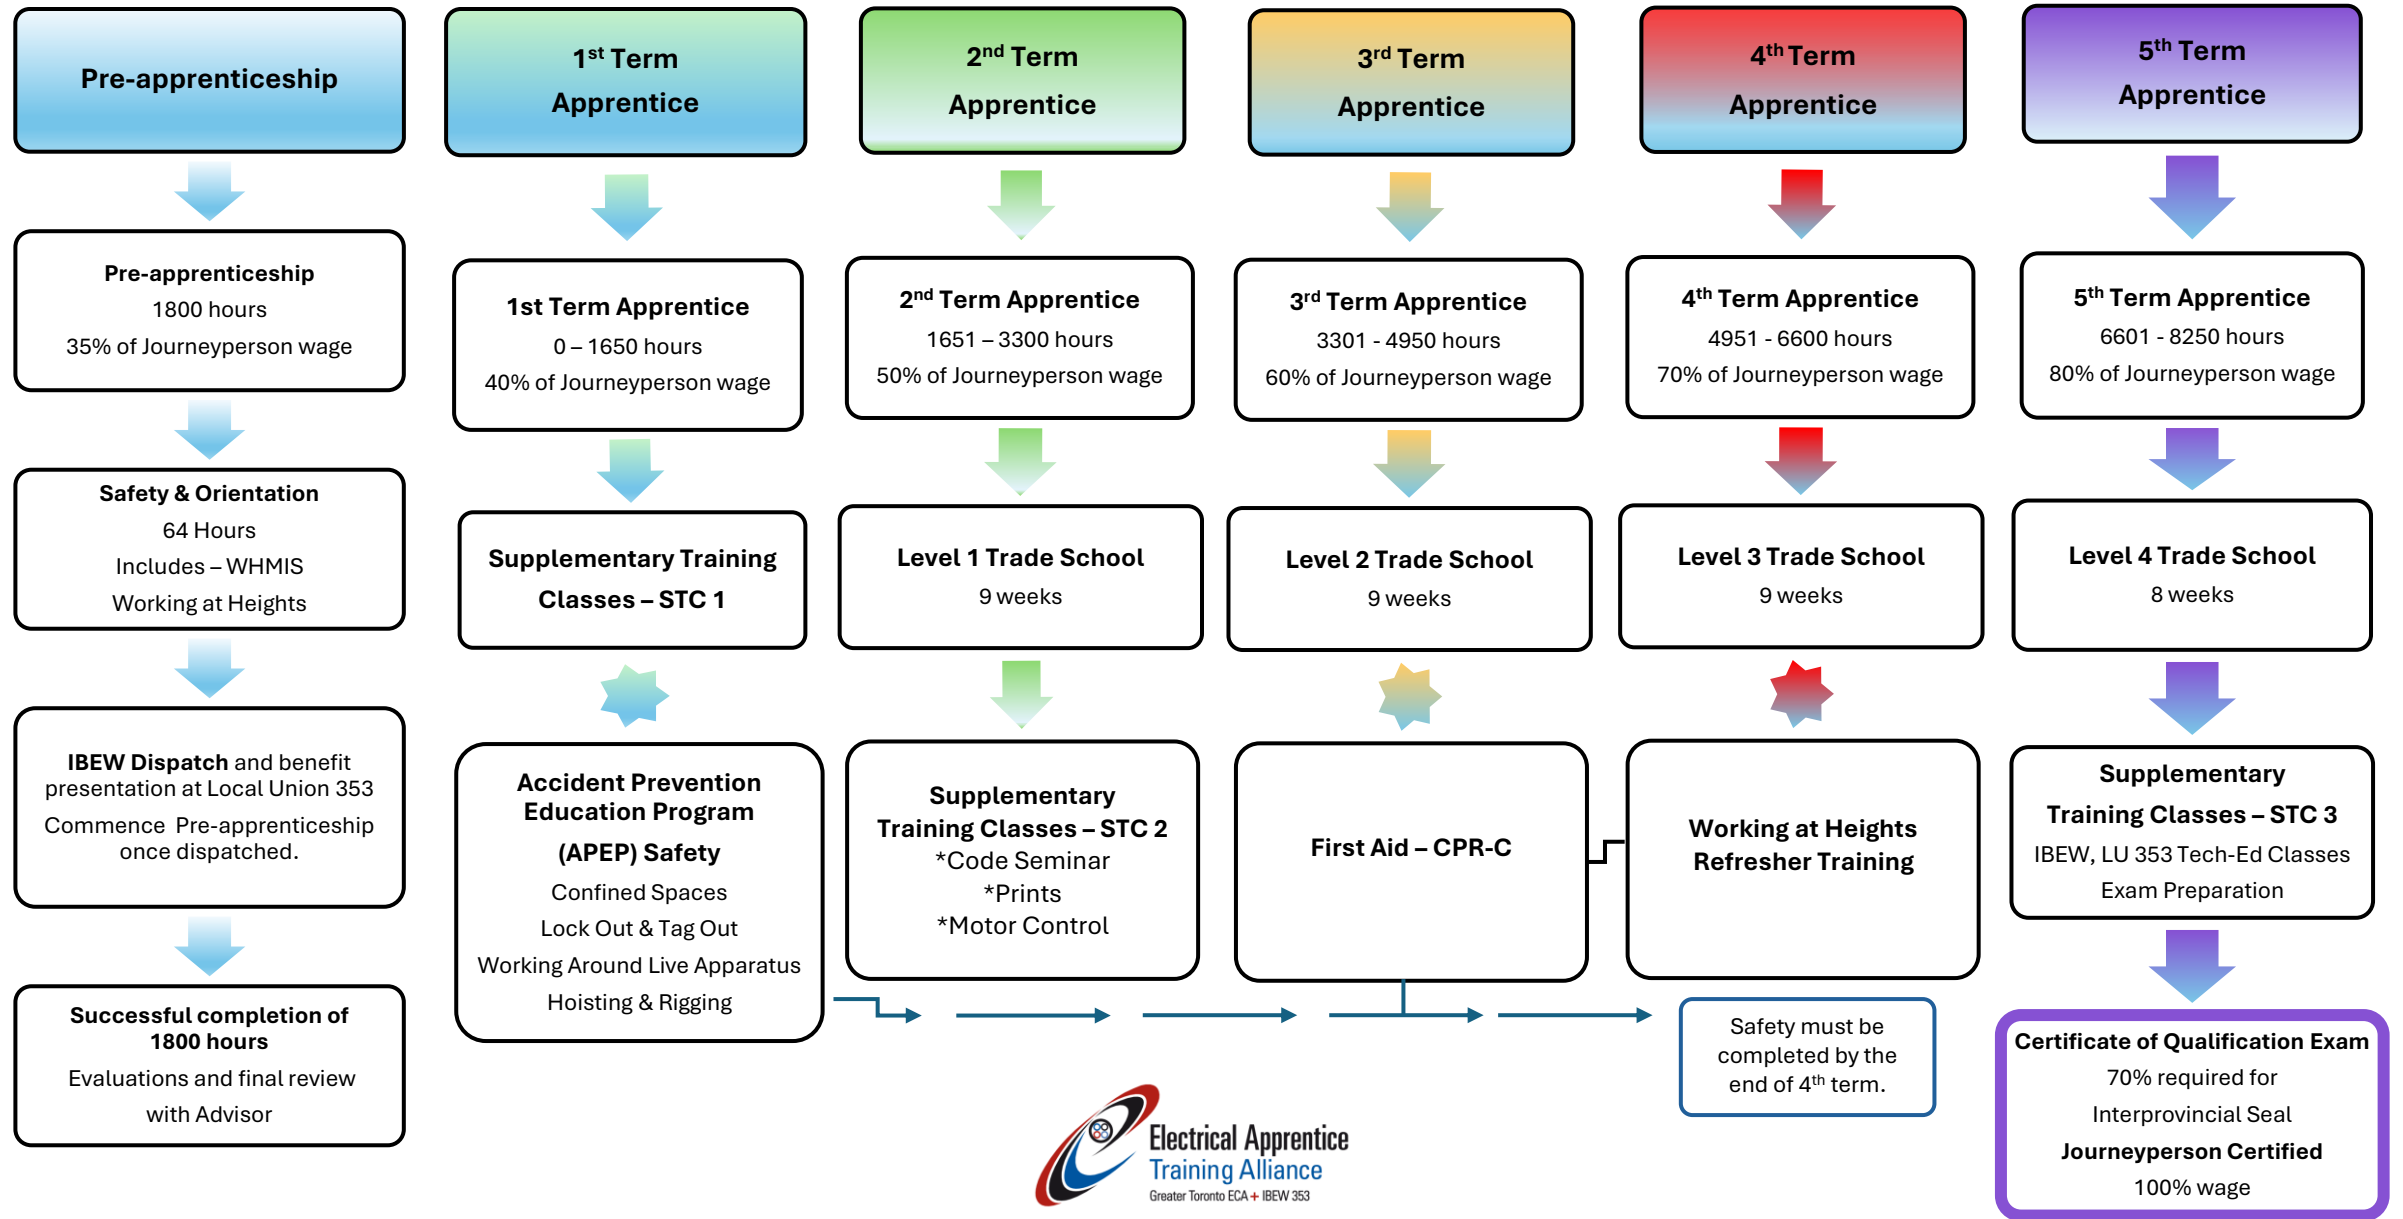 Pre-apprenticeship
Pre-apprenticeship
1800 hours
35% of Journeyperson wage
Safety & Orientation
64 Hours
Includes – WHMIS
Working at Heights
IBEW Dispatch and benefit
presentation at Local Union 353
Commence Pre-apprenticeship
once dispatched.
Successful completion of
1800 hours
Evaluations and final review
with Advisor
1st Term
Apprentice
1st Term Apprentice
0 – 1650 hours
40% of Journeyperson wage
Supplementary Training
Classes – STC 1
Accident Prevention
Education Program
(APEP) Safety
Confined Spaces
Lock Out & Tag Out
Working Around Live Apparatus
Hoisting & Rigging
2nd Term
Apprentice
2nd Term Apprentice
1651 – 3300 hours
50% of Journeyperson wage
Level 1 Trade School
9 weeks
Supplementary
Training Classes – STC 2
*Code Seminar
*Prints
*Motor Control
3rd Term
Apprentice
3rd Term Apprentice
3301 - 4950 hours
60% of Journeyperson wage
Level 2 Trade School
9 weeks
First Aid – CPR-C
4th Term
Apprentice
4th Term Apprentice
4951 - 6600 hours
70% of Journeyperson wage
Level 3 Trade School
9 weeks
Working at Heights
Refresher Training
Safety must be
completed by the
end of 4th term.
5th Term
Apprentice
5th Term Apprentice
6601 - 8250 hours
80% of Journeyperson wage
Level 4 Trade School
8 weeks
Supplementary
Training Classes – STC 3
IBEW, LU 353 Tech-Ed Classes
Exam Preparation
Certificate of Qualification Exam
70% required for
Interprovincial Seal
Journeyperson Certified
100% wage
Electrical Apprentice
Training Alliance
Greater Toronto ECA + IBEW 353